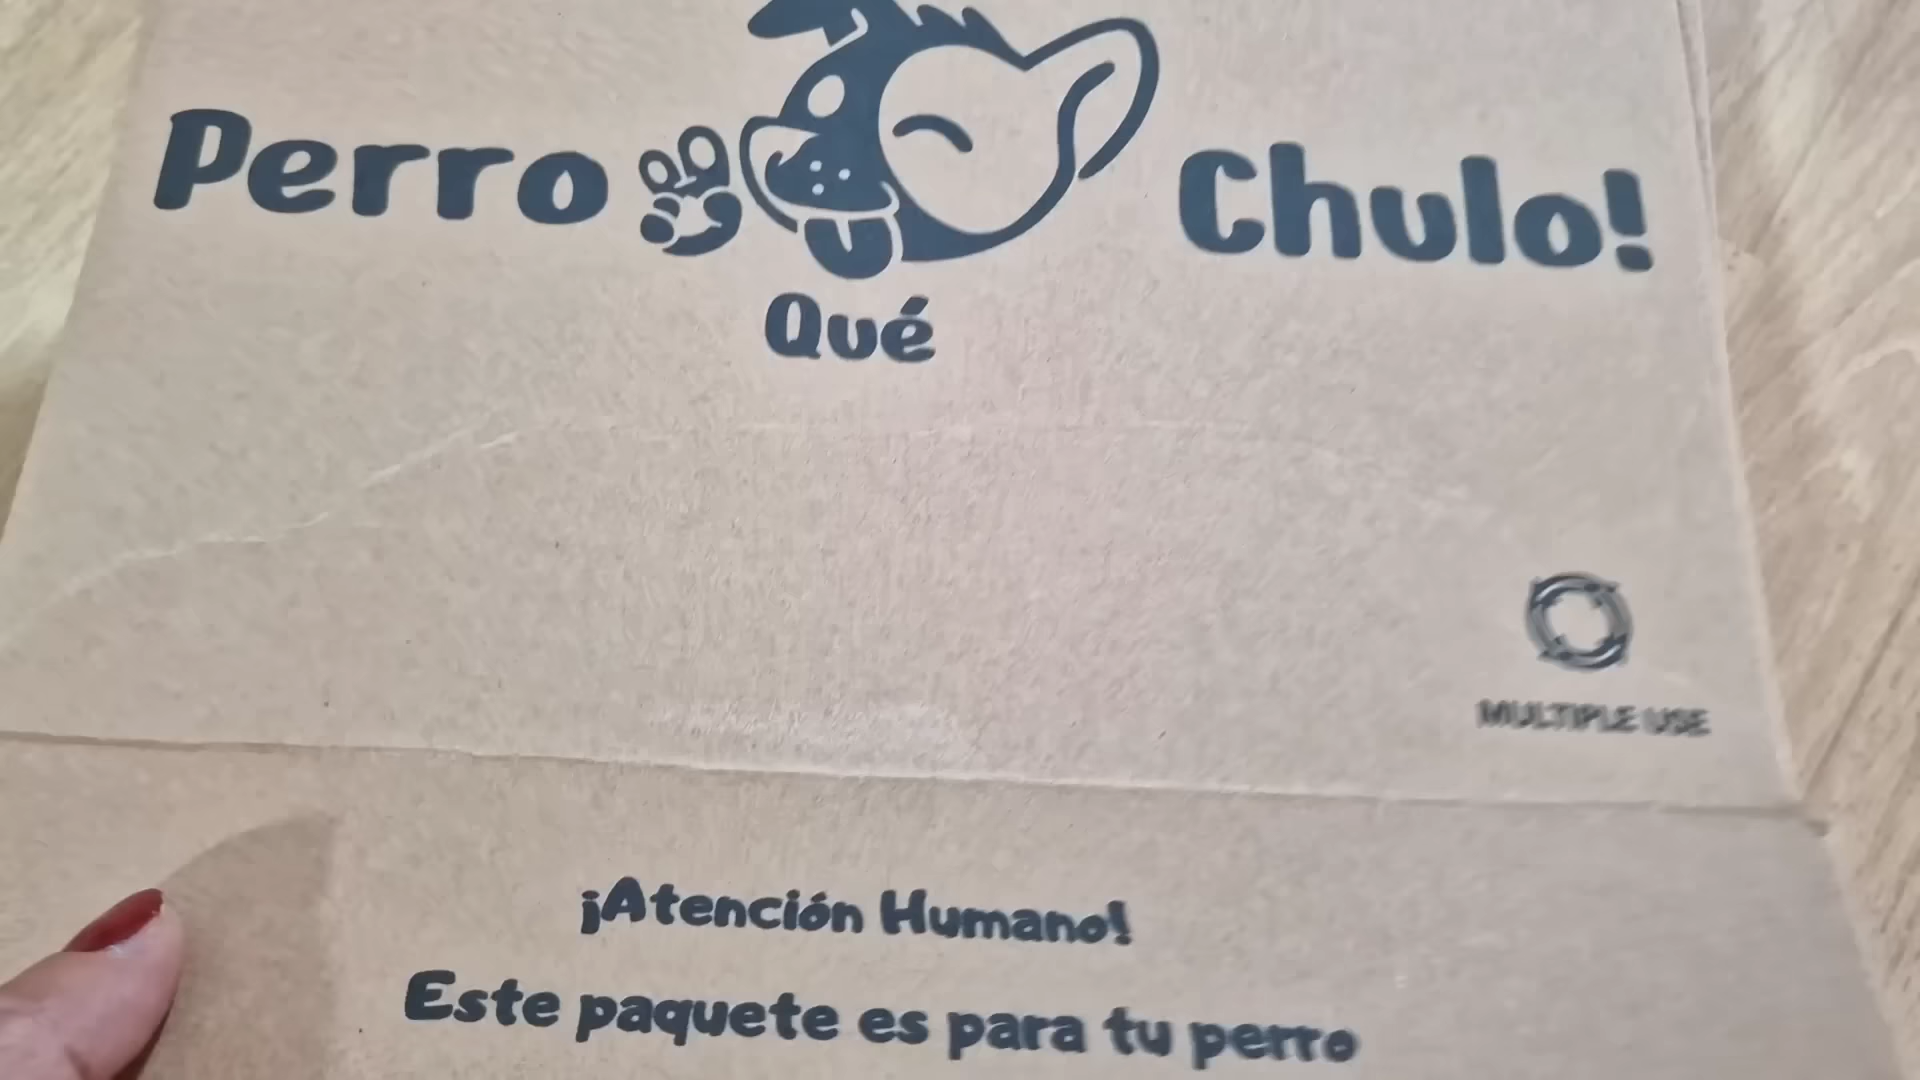 Perro Chulo!
Qué
MULTIPLE USE
¡Atención Humano!
Este paquete es para tu perro